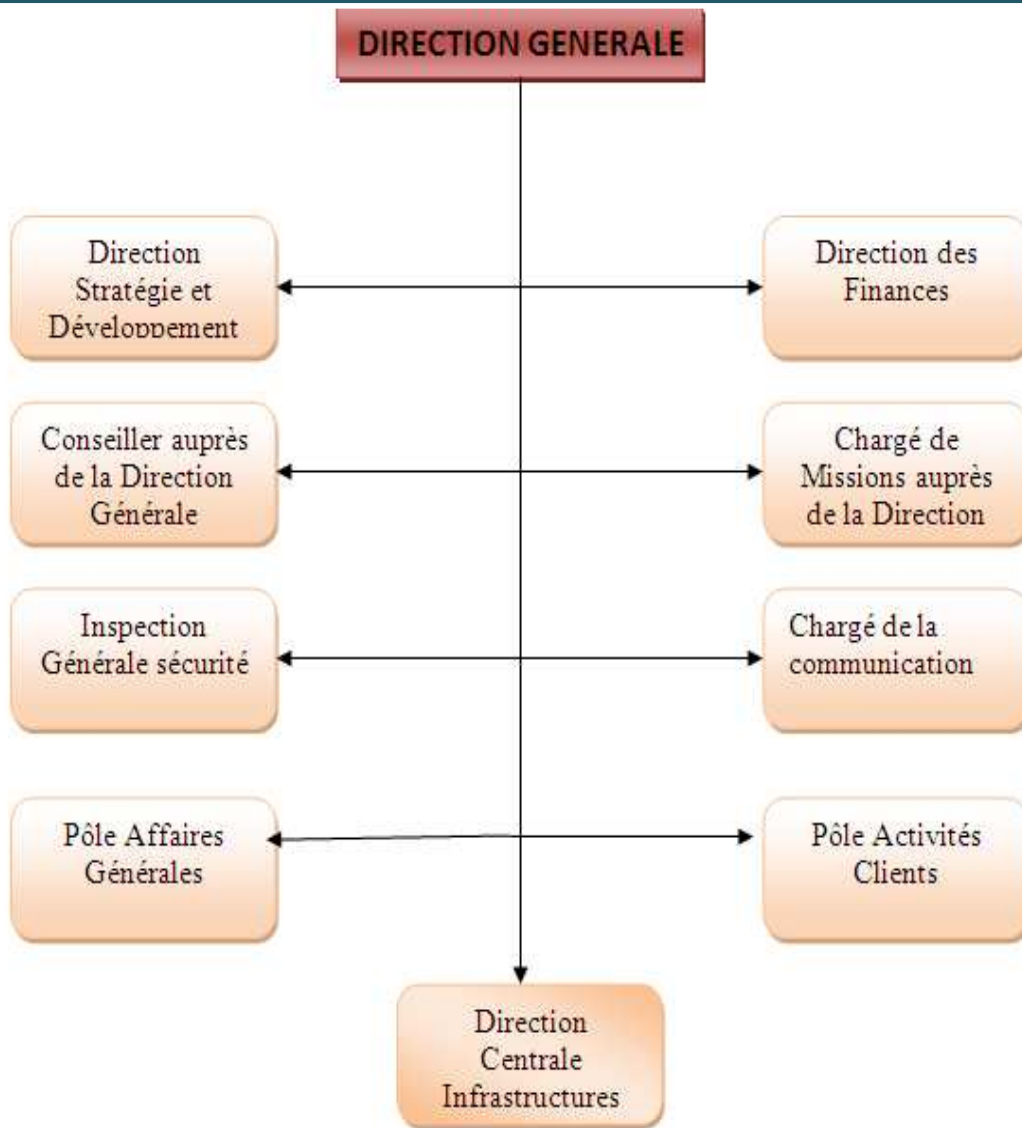 DIRECTION GENERALE
Direction
Stratégie et
Développement
Direction des
Finances
Conseiller auprès
de la Direction
Générale
Chargé de
Missions auprès
de la Direction
Inspection
Générale sécurité
Chargé de la
communication
Pôle Affaires
Générales
Pôle Activités
Clients
Direction
Centrale
Infrastructures